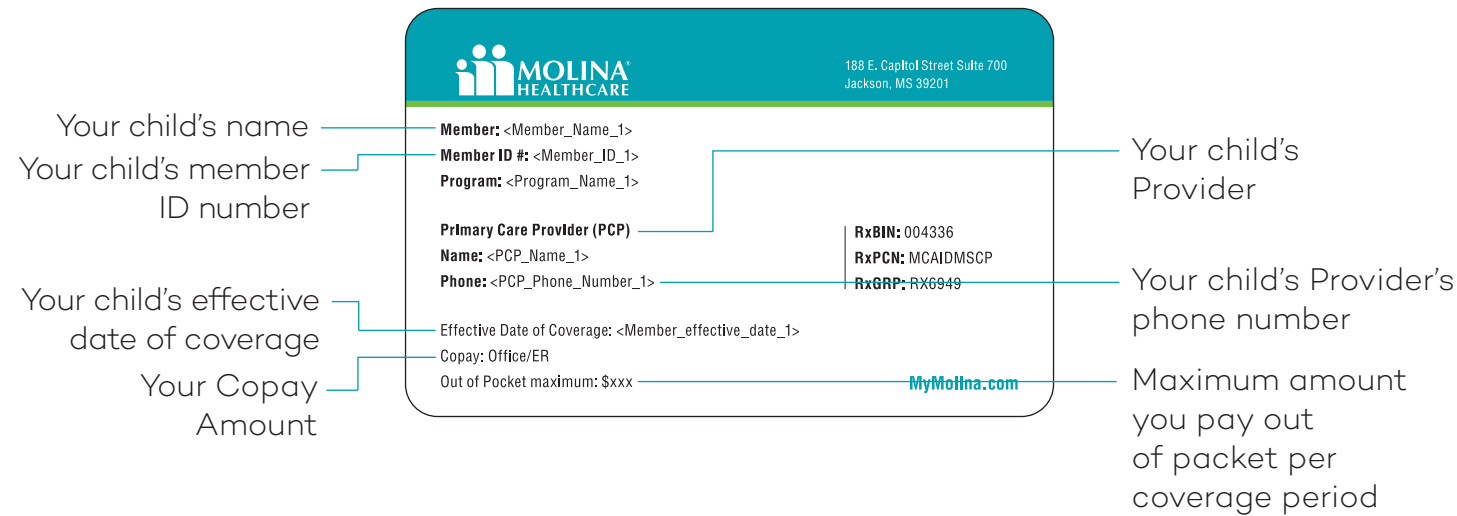 MOLINA®
HEALTHCARE
188 E. Capitol Street Suite 700
Jackson, MS 39201
Your child's name
Member: <Member_Name_1>
Your child's member
ID number
Member ID #: <Member_ID_1>
Program: <Program_Name_1>
Your child's
Provider
Primary Care Provider (PCP)
Name: <PCP_Name_1>
Phone: <PCP_Phone_Number_1>
RxBIN: 004336
RxPCN: MCAIDMSCP
RxGRP: RX6949
Your child's Provider's
phone number
Your child's effective
date of coverage
Effective Date of Coverage: <Member_effective_date_1>
Your Copay
Amount
Copay: Office/ER
Out of Pocket maximum: $xxx
MyMolina.com
Maximum amount
you pay out
of packet per
coverage period